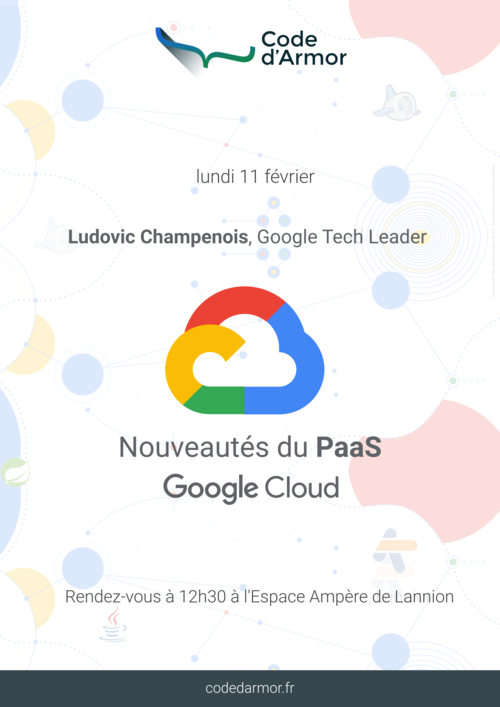 Code
d'Armor
lundi 11 février
Ludovic Champenois, Google Tech Leader
Nouveautés du PaaS
Google Cloud
Rendez-vous à 12h30 à l'Espace Ampère de Lannion
codedarmor.fr